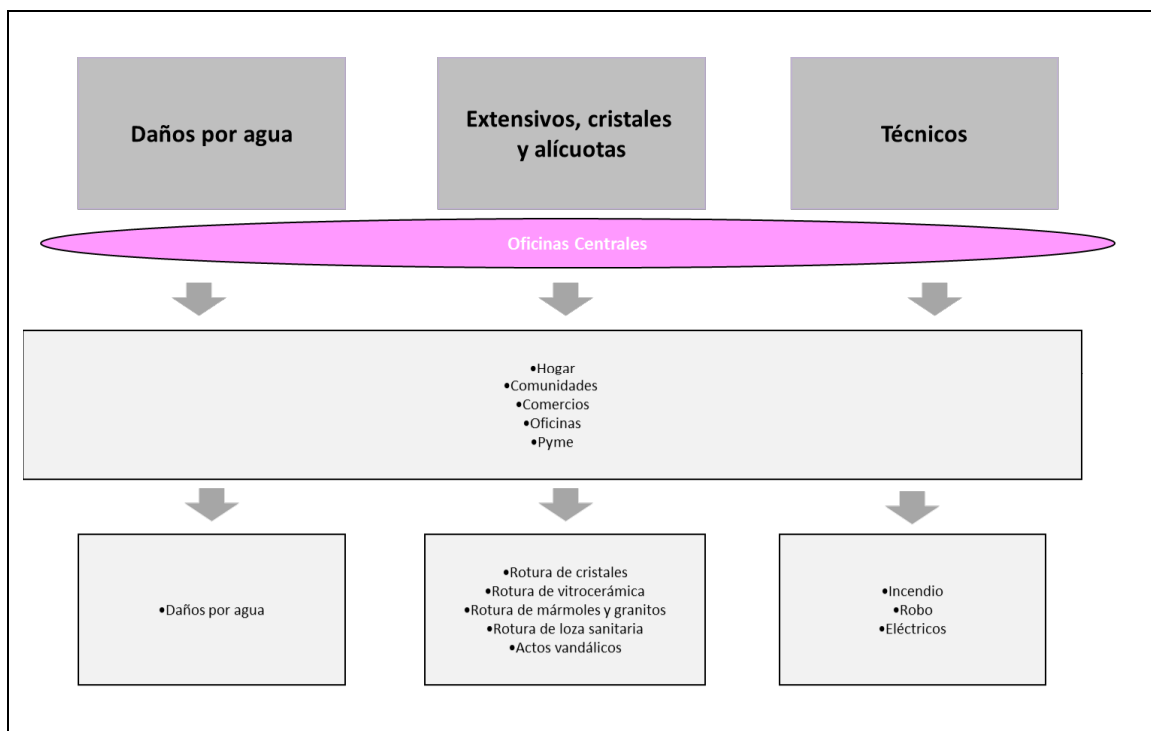 Daños por agua
Extensivos, cristales
y alícuotas
Técnicos
Oficinas Centrales
•Hogar
•Comunidades
•Comercios
•Oficinas
•Pyme
•Daños por agua
•Rotura de cristales
•Rotura de vitrocerámica
•Rotura de mármoles y granitos
•Rotura de loza sanitaria
•Actos vandálicos
•Incendio
•Robo
•Eléctricos